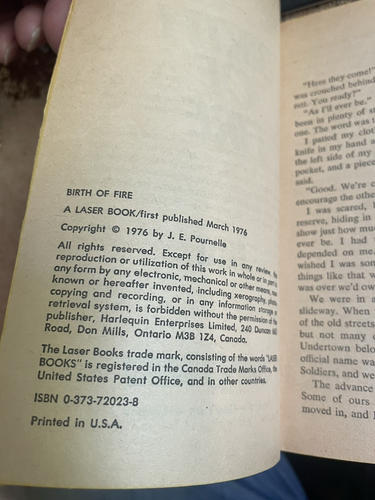 BIRTH OF FIRE
A LASER BOOK/first published March 1976
Copyright © 1976 by J. E. Pournelle
All rights reserved. Except for use in any review, the
reproduction or utilization of this work in whole or in part in
any form by any electronic, mechanical or other means, now
known or hereafter invented, including xerography, photo
copying and recording, or in any information storage or
retrieval system, is forbidden without the permission of the
publisher, Harlequin Enterprises Limited, 240 Duncan Mill
Road, Don Mills, Ontario M3B 1Z4, Canada.
The Laser Books trade mark, consisting of the words "LASER
BOOKS" is registered in the Canada Trade Marks Office, the
United States Patent Office, and in other countries.
ISBN 0-373-72023-8
Printed in U.S.A.
"Here they come!"
was crouched behind
not. You ready?"
"As I'll ever be."
been in plenty of
one. The word was
I patted my
knife in my hand
the left side of my
pocket, and a piece
said.
"Good. We're
encourage the other
I was scared,
reserve, hiding in
show just how much
ever be. I had
depended on me.
wished I was
things like that
was over we'd
We were in a
slideway. When
of the old streets
but not many
Undertown below
official name was
Soldiers, and we
The advance
Some of ours
moved in, and